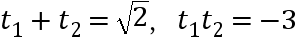 t₁ + t₂ = √2, t₁t₂ = −3